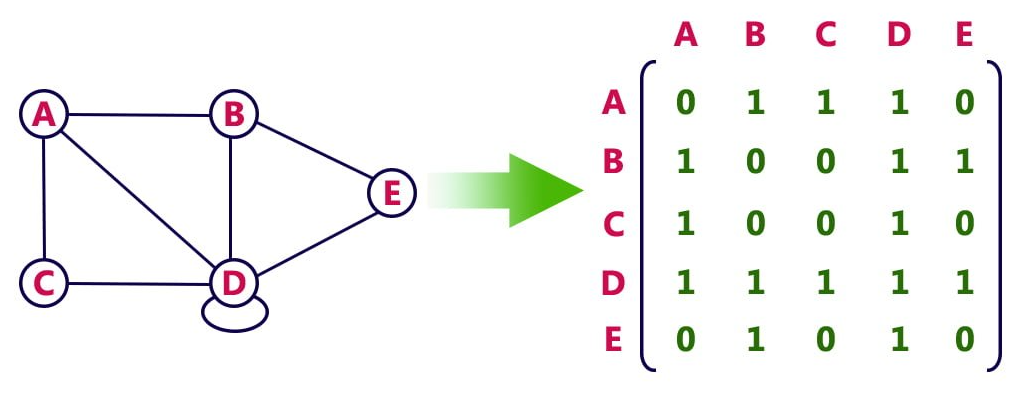 A B E C D
A B C D E
A 0 1 1 1 0
B 1 0 0 1 1
C 1 0 0 1 0
D 1 1 1 1 1
E 0 1 0 1 0